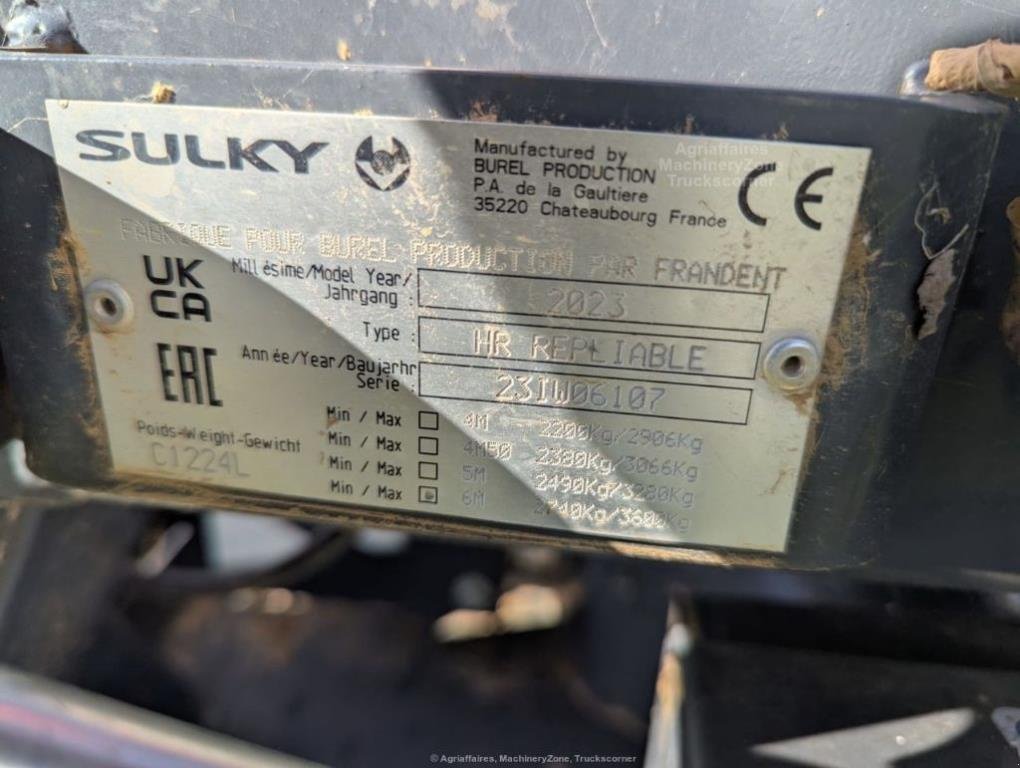 SULKY
Manufactured by
BUREL PRODUCTION
P.A. de la Gaultiere
35220 Chateaubourg France
CE
Agriaffaires,
MachineryZone,
Truckscorner
FABRIQUE POUR BUREL PRODUCTION PAR FRANDENT
UK
CA
Millésime/Model Year/
Jahrgang : 2023
Type : HR REPLIABLE
EAC
Année/Year/Baujarhr
Serie : 23IW06107
Min / Max 4M 2200Kg/2906Kg
Poids-Weight-Gewicht
Min / Max 4M50 2380Kg/3066Kg
C1224L
Min / Max 5M 2490Kg/3280Kg
Min / Max 6M 2740Kg/3600Kg
© Agriaffaires, MachineryZone, Truckscorner